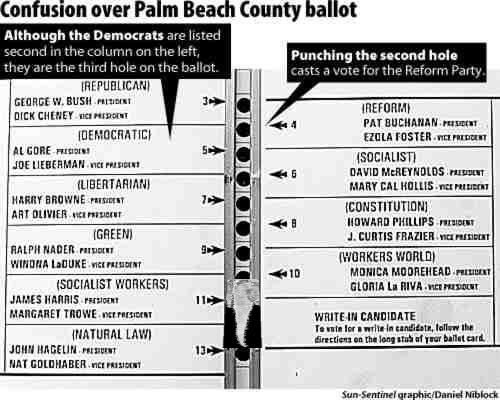 Confusion over Palm Beach County ballot
Although the Democrats are listed
second in the column on the left,
they are the third hole on the ballot.
Punching the second hole
casts a vote for the Reform Party.
(REPUBLICAN)
GEORGE W. BUSH - PRESIDENT
DICK CHENEY - VICE PRESIDENT
3
(DEMOCRATIC)
AL GORE - PRESIDENT
JOE LIEBERMAN - VICE PRESIDENT
5
(LIBERTARIAN)
HARRY BROWNE - PRESIDENT
ART OLIVIER - VICE PRESIDENT
7
(GREEN)
RALPH NADER - PRESIDENT
WINONA LaDUKE - VICE PRESIDENT
9
(SOCIALIST WORKERS)
JAMES HARRIS - PRESIDENT
MARGARET TROWE - VICE PRESIDENT
11
(NATURAL LAW)
JOHN HAGELIN - PRESIDENT
NAT GOLDHABER - VICE PRESIDENT
13
(REFORM)
4
PAT BUCHANAN - PRESIDENT
EZOLA FOSTER - VICE PRESIDENT
(SOCIALIST)
6
DAVID McREYNOLDS - PRESIDENT
MARY CAL HOLLIS - VICE PRESIDENT
(CONSTITUTION)
8
HOWARD PHILLIPS - PRESIDENT
J. CURTIS FRAZIER - VICE PRESIDENT
(WORKERS WORLD)
10
MONICA MOOREHEAD - PRESIDENT
GLORIA La RIVA - VICE PRESIDENT
WRITE-IN CANDIDATE
To vote for a write-in candidate, follow the
directions on the long stub of your ballot card.
Sun-Sentinel graphic/Daniel Niblock